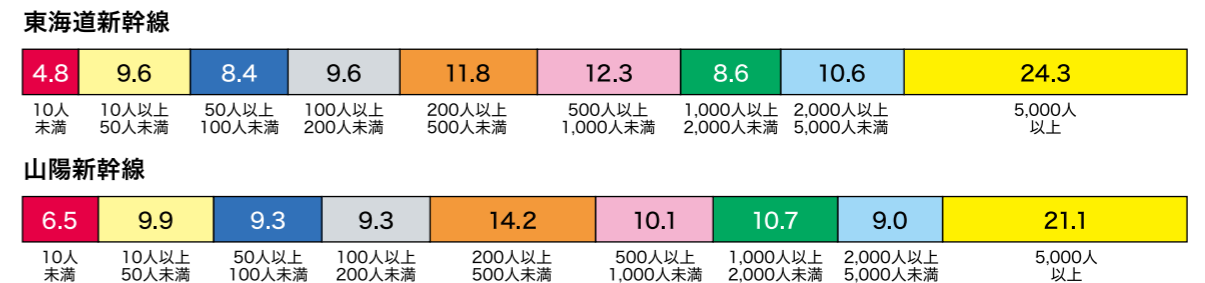 東海道新幹線
4.8 9.6 8.4 9.6 11.8 12.3 8.6 10.6 24.3
10人 10人以上 50人以上 100人以上 200人以上 500人以上 1,000人以上 2,000人以上 5,000人
未満 50人未満 100人未満 200人未満 500人未満 1,000人未満 2,000人未満 5,000人未満 以上
山陽新幹線
6.5 9.9 9.3 9.3 14.2 10.1 10.7 9.0 21.1
10人 10人以上 50人以上 100人以上 200人以上 500人以上 1,000人以上 2,000人以上 5,000人
未満 50人未満 100人未満 200人未満 500人未満 1,000人未満 2,000人未満 5,000人未満 以上